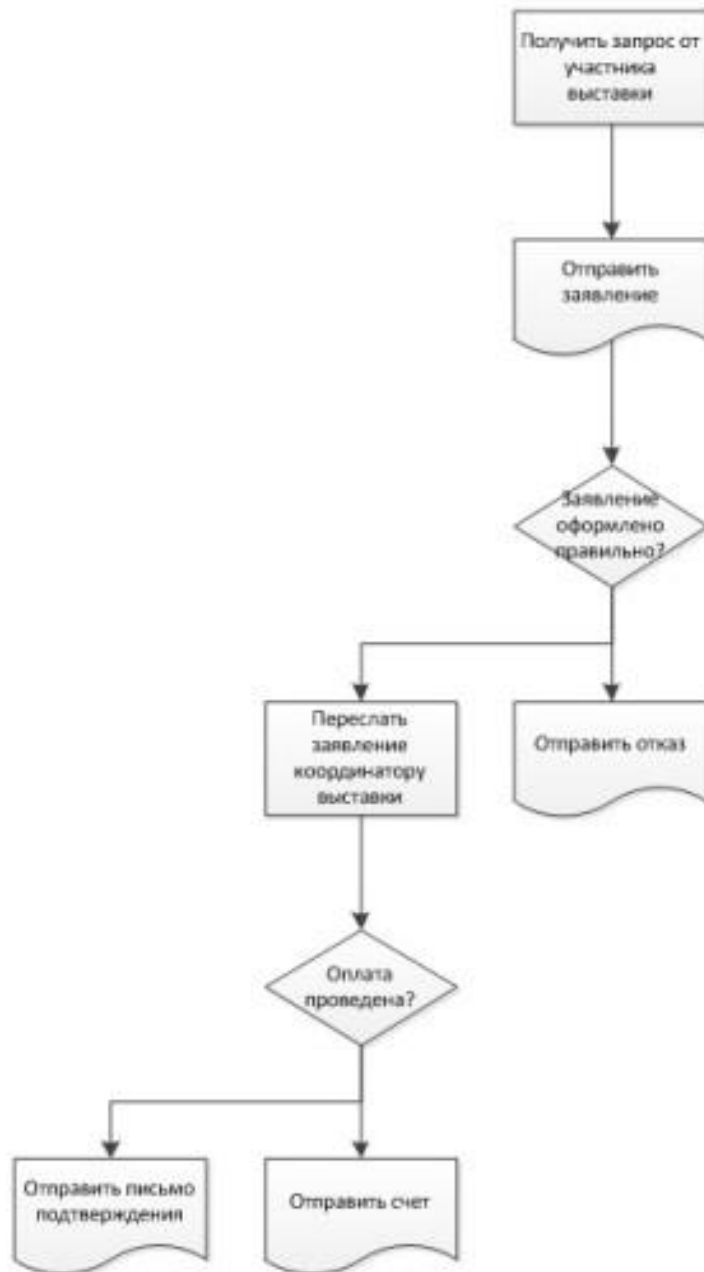 Получить запрос от
участника
выставки
Отправить
заявление
Заявление
оформлено
правильно?
Переслать
заявление
координатору
выставки
Отправить отказ
Оплата
проведена?
Отправить письмо
подтверждения
Отправить счет